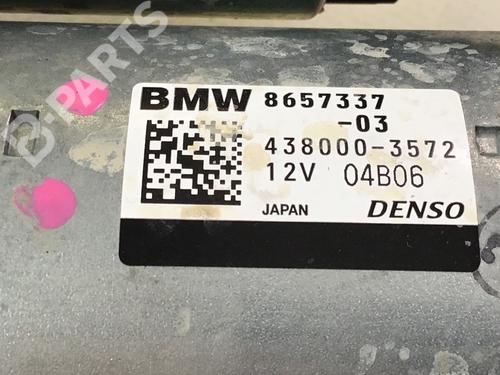 B-PARTS
BMW 8657337
-03
438000-3572
12V 04B06
JAPAN DENSO